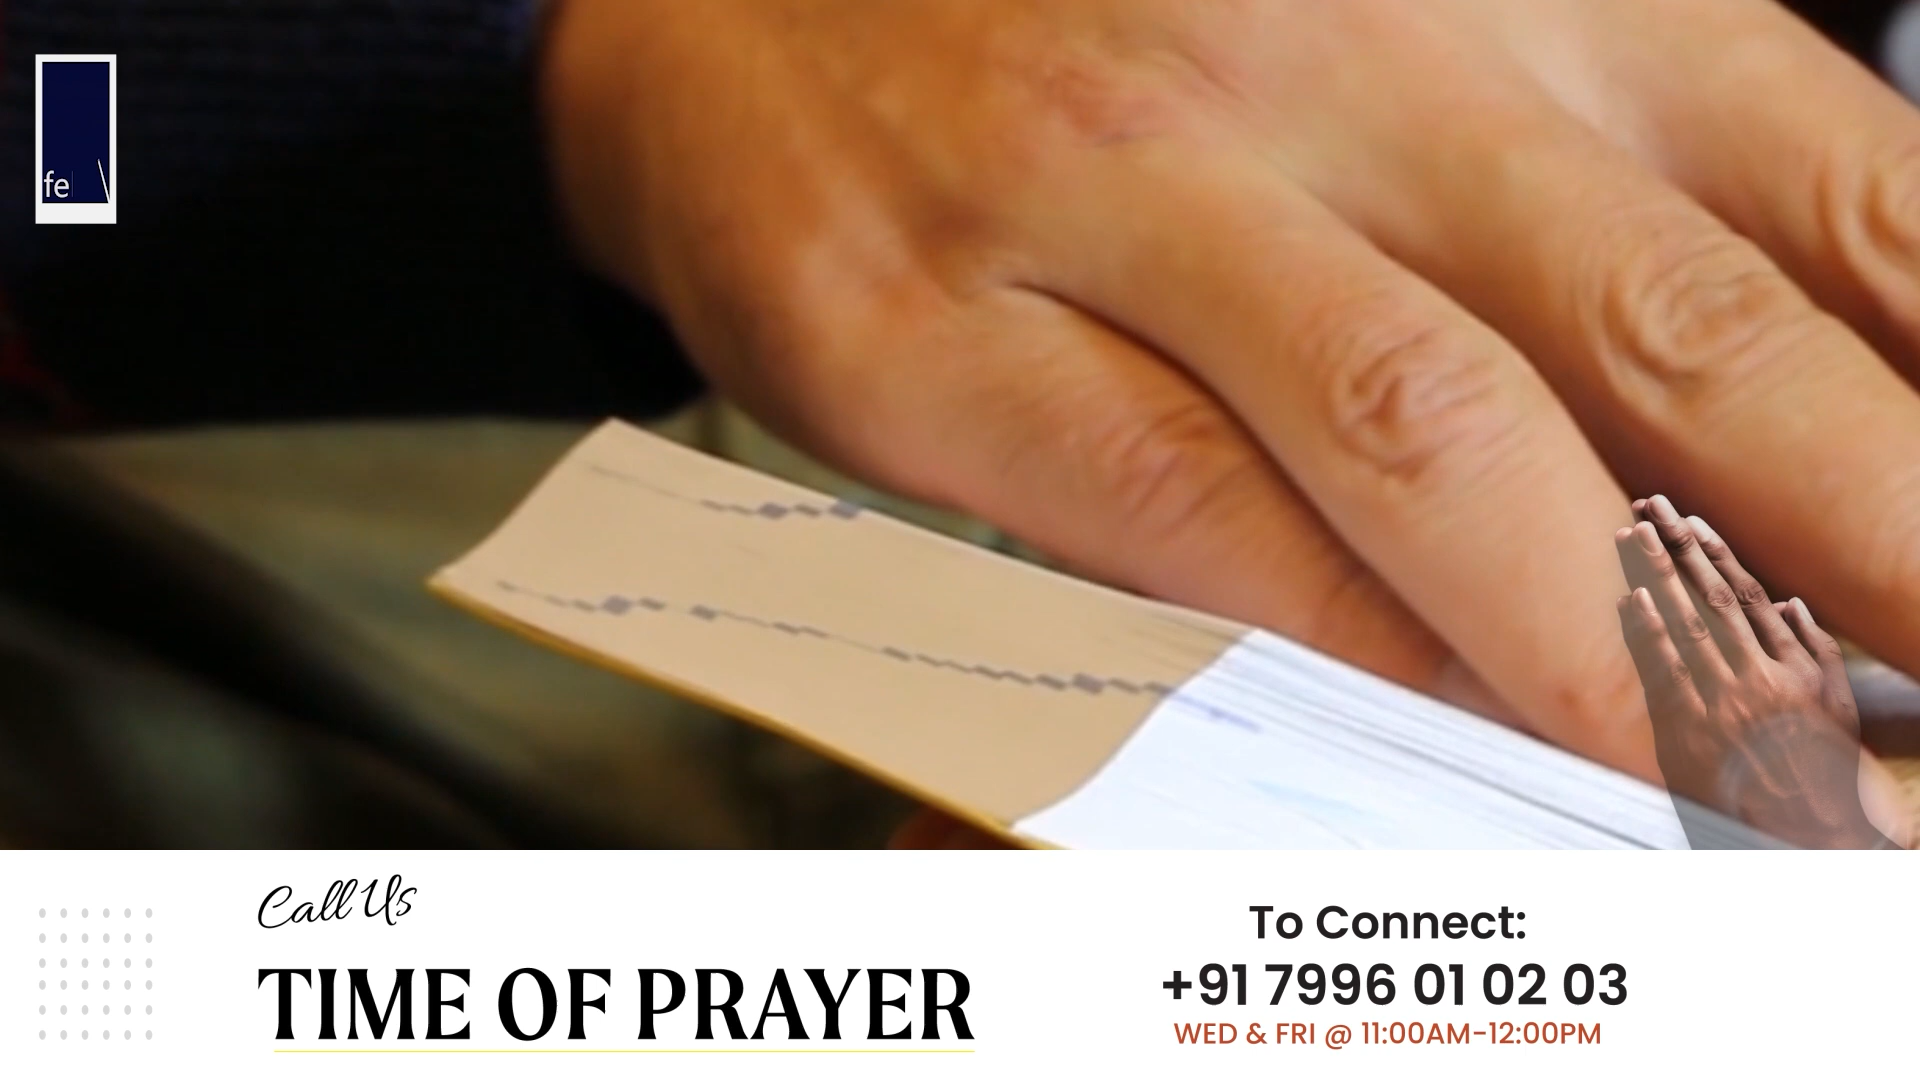 fe
Call Us
TIME OF PRAYER
To Connect:
+91 7996 01 02 03
WED & FRI @ 11:00AM-12:00PM